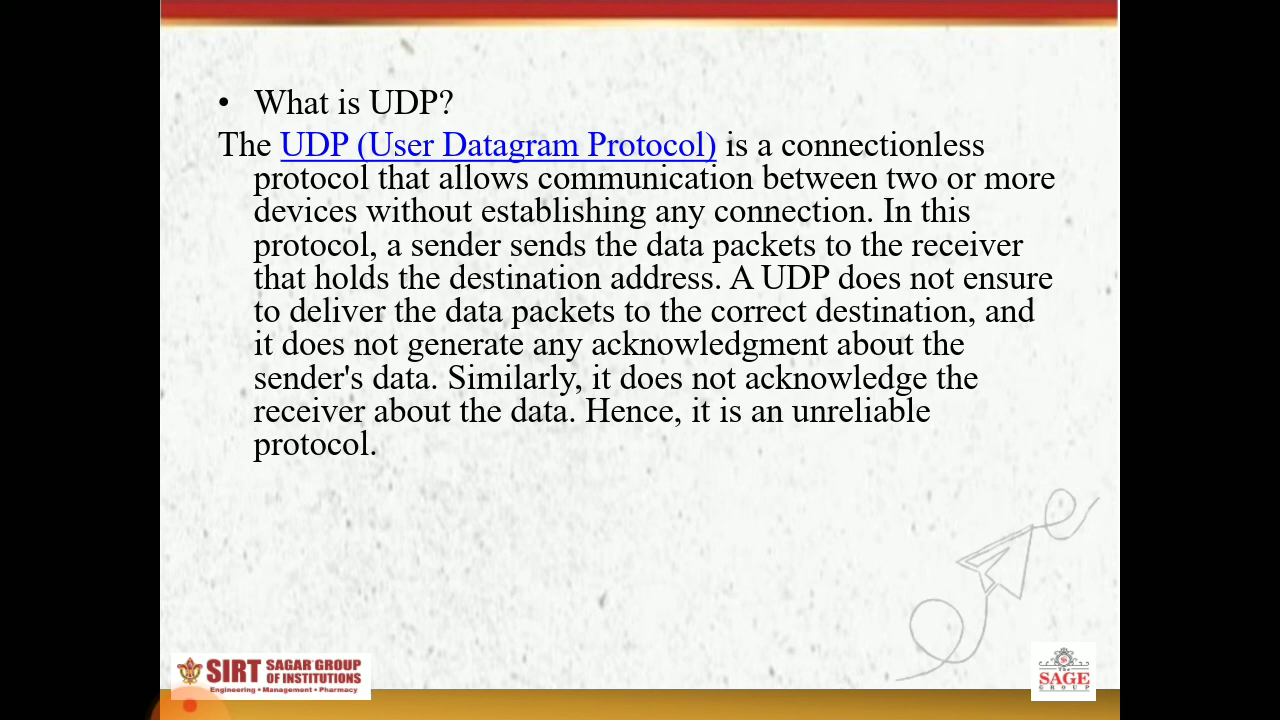 • What is UDP?
The UDP (User Datagram Protocol) is a connectionless
protocol that allows communication between two or more
devices without establishing any connection. In this
protocol, a sender sends the data packets to the receiver
that holds the destination address. A UDP does not ensure
to deliver the data packets to the correct destination, and
it does not generate any acknowledgment about the
sender's data. Similarly, it does not acknowledge the
receiver about the data. Hence, it is an unreliable
protocol.
SIRT SAGAR GROUP
OF INSTITUTIONS
Engineering • Management • Pharmacy
The
SAGE
GROUP